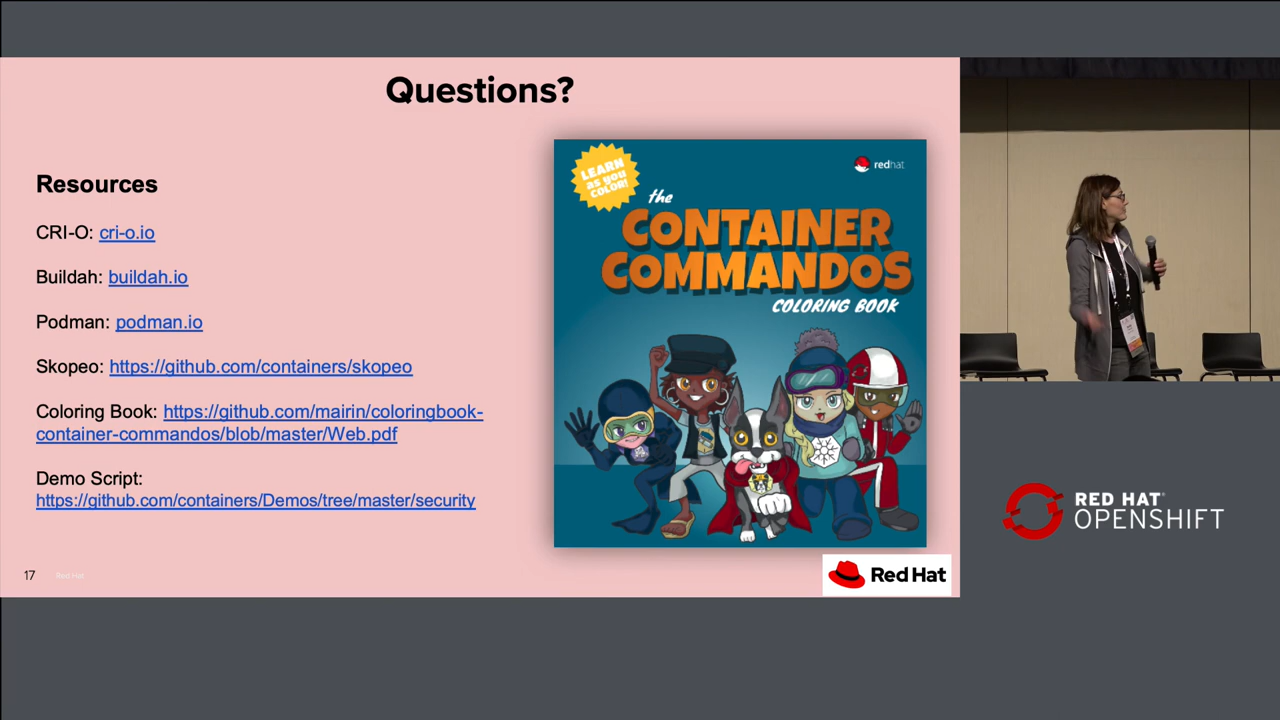 Questions?
Resources
CRI-O: cri-o.io
Buildah: buildah.io
Podman: podman.io
Skopeo: https://github.com/containers/skopeo
Coloring Book: https://github.com/mairin/coloringbook-
container-commandos/blob/master/Web.pdf
Demo Script:
https://github.com/containers/Demos/tree/master/security
17 Red Hat
LEARN
as you
COLOR!
redhat
the
CONTAINER
COMMANDOS
COLORING BOOK
Red Hat
RED HAT®
OPENSHIFT